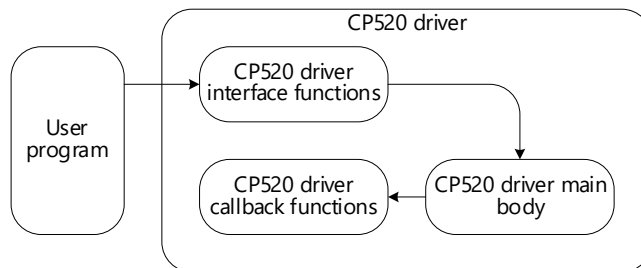 CP520 driver
CP520 driver
interface functions
User
program
CP520 driver
callback functions
CP520 driver main
body